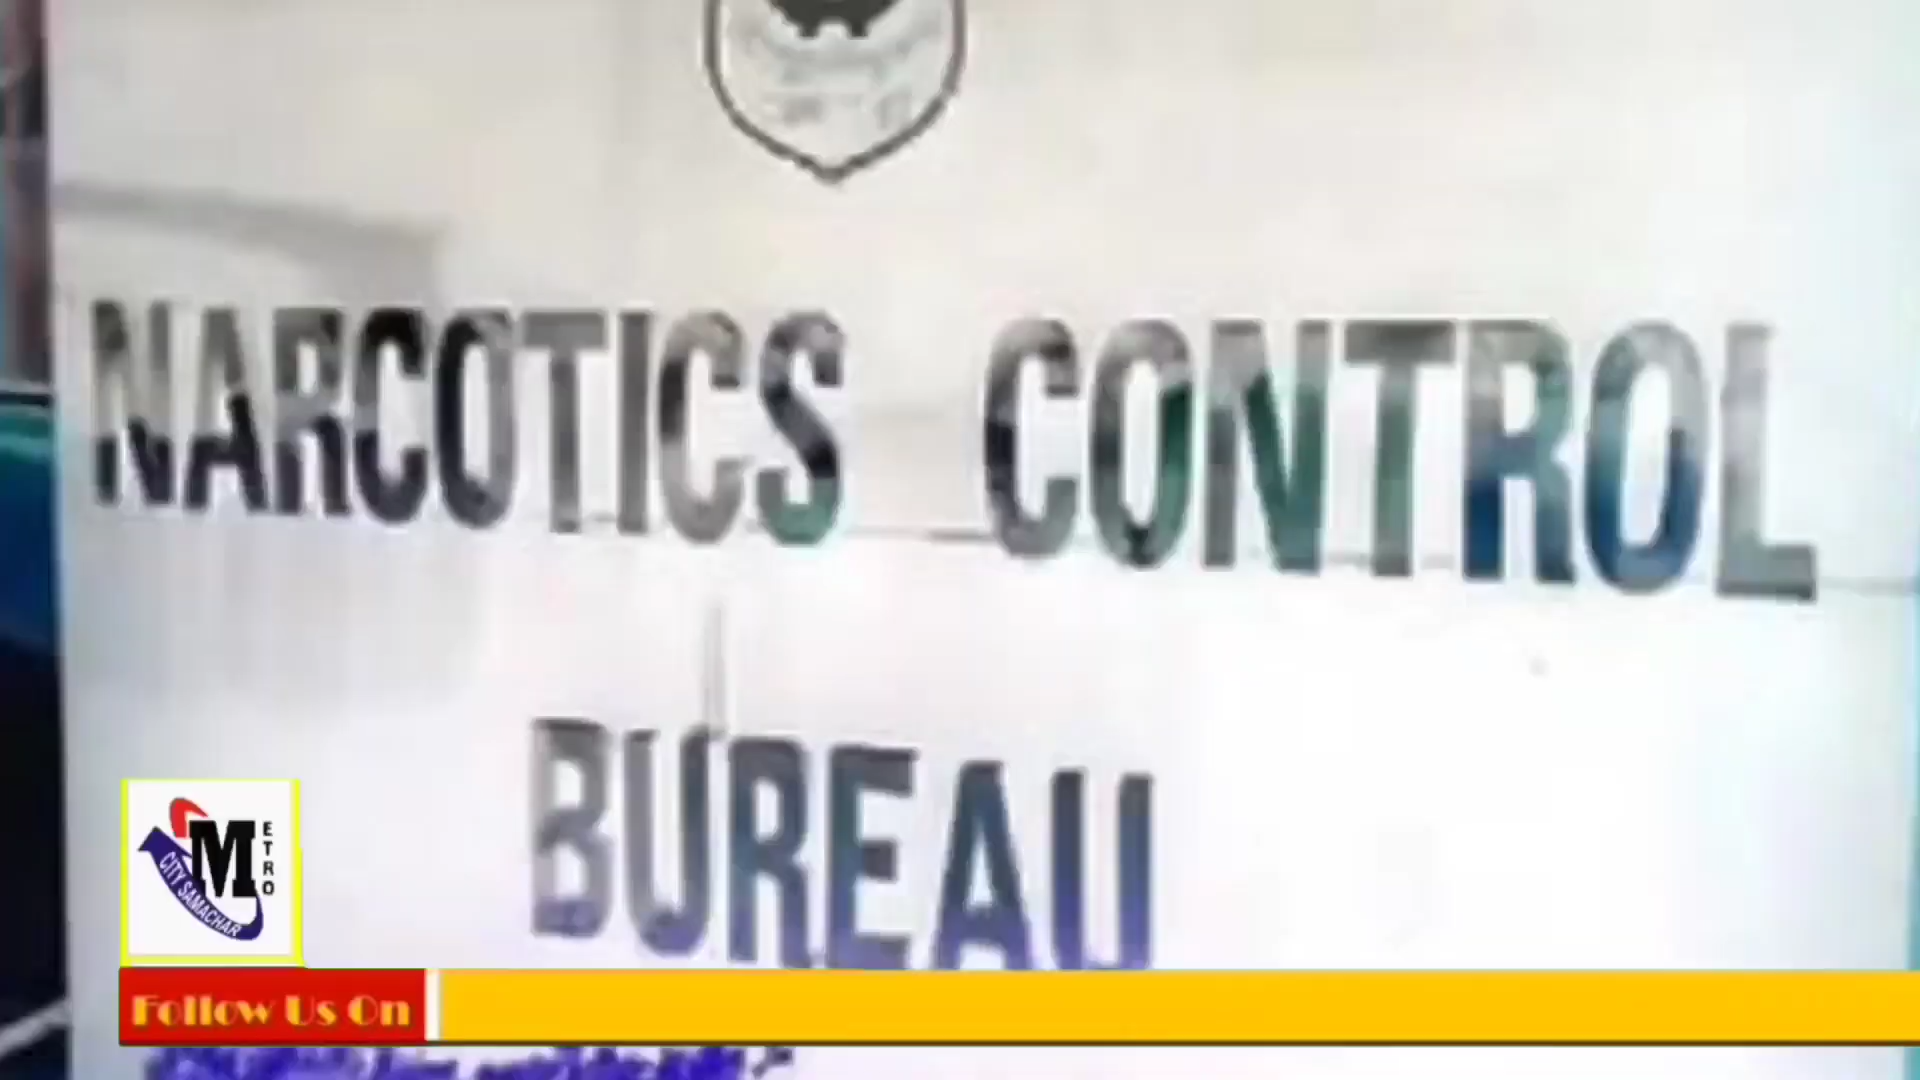 NARCOTICS CONTROL
BUREAU
METRO
CITY SAMACHAR
Follow Us On